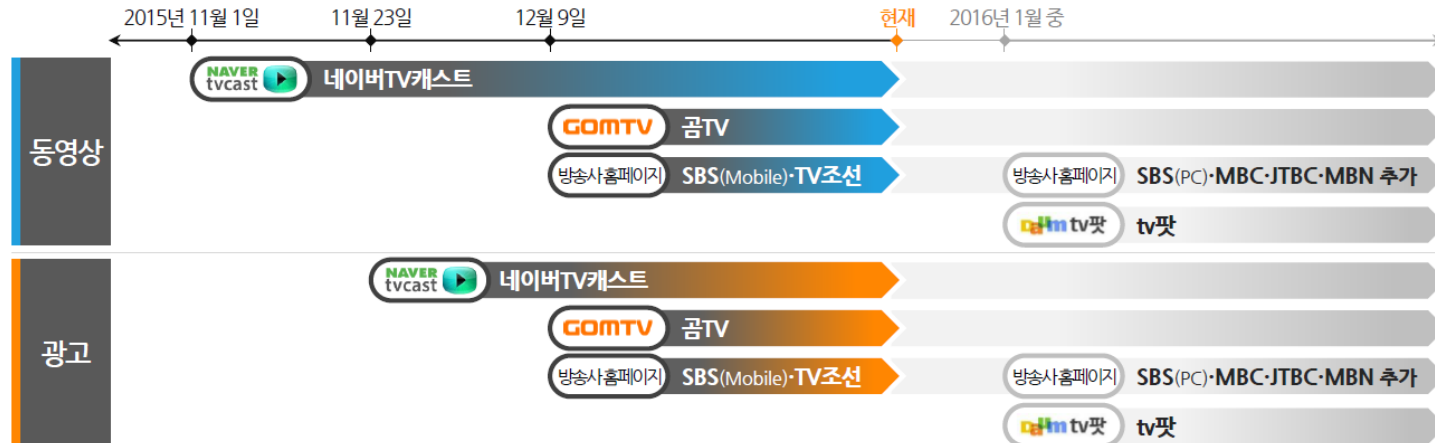 2015년 11월 1일 11월 23일 12월 9일 현재 2016년 1월 중
동영상
NAVER tvcast 네이버TV캐스트
GOMTV 곰TV
방송사홈페이지 SBS(Mobile)·TV조선 방송사홈페이지 SBS(PC)·MBC·JTBC·MBN 추가
Daum tv팟 tv팟
광고
NAVER tvcast 네이버TV캐스트
GOMTV 곰TV
방송사홈페이지 SBS(Mobile)·TV조선 방송사홈페이지 SBS(PC)·MBC·JTBC·MBN 추가
Daum tv팟 tv팟